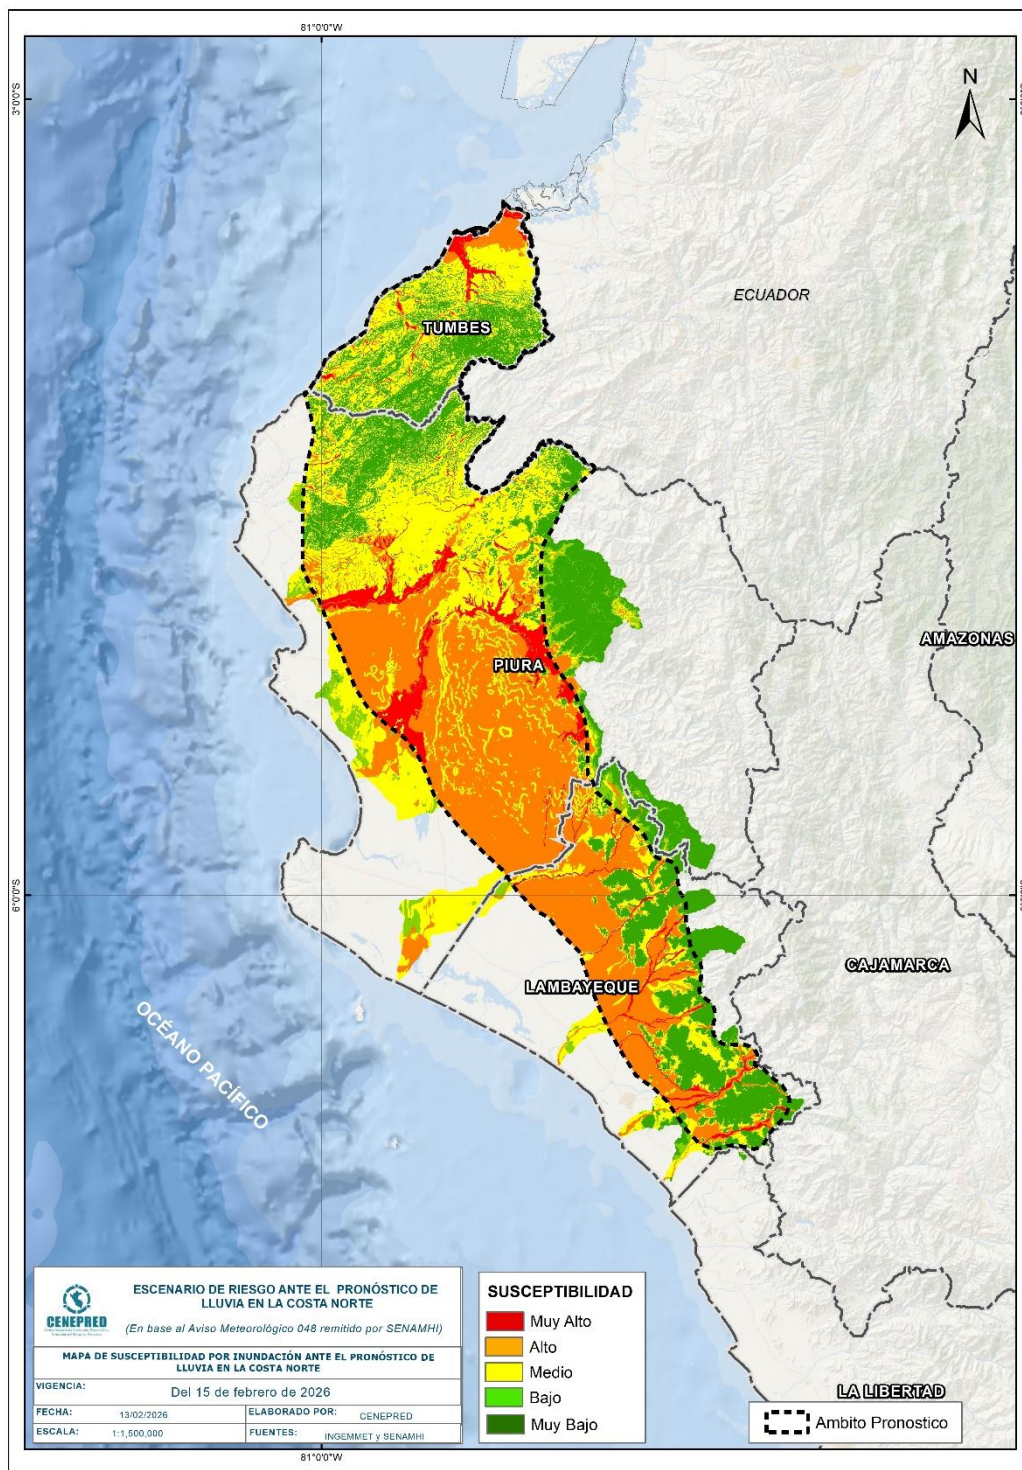 81°0'0"W
3°0'0"S
N
ECUADOR
TUMBES
PIURA
AMAZONAS
6°0'0"S
CAJAMARCA
LAMBAYEQUE
OCÉANO PACÍFICO
LA LIBERTAD
CENEPRED
ESCENARIO DE RIESGO ANTE EL PRONÓSTICO DE
LLUVIA EN LA COSTA NORTE
(En base al Aviso Meteorológico 048 remitido por SENAMHI)
MAPA DE SUSCEPTIBILIDAD POR INUNDACIÓN ANTE EL PRONÓSTICO DE
LLUVIA EN LA COSTA NORTE
VIGENCIA: Del 15 de febrero de 2026
FECHA: 13/02/2026 ELABORADO POR: CENEPRED
ESCALA: 1:1,500,000 FUENTES: INGEMMET y SENAMHI
SUSCEPTIBILIDAD
Muy Alto
Alto
Medio
Bajo
Muy Bajo
Ambito Pronostico
81°0'0"W